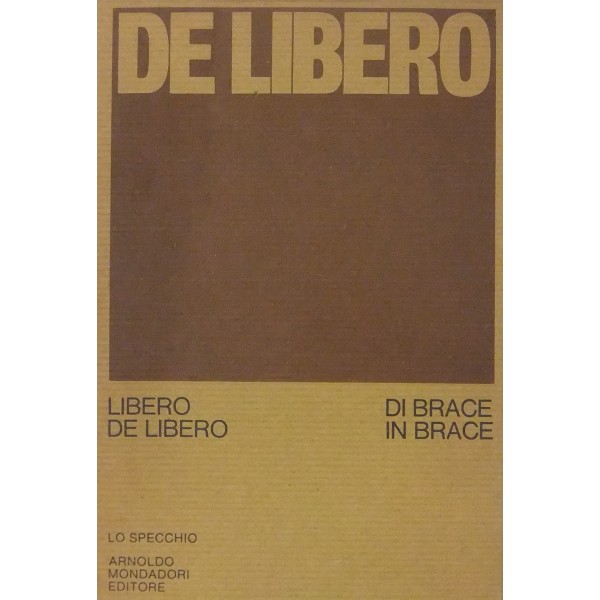 DE LIBERO
LIBERO
DE LIBERO
DI BRACE
IN BRACE
LO SPECCHIO
ARNOLDO
MONDADORI
EDITORE